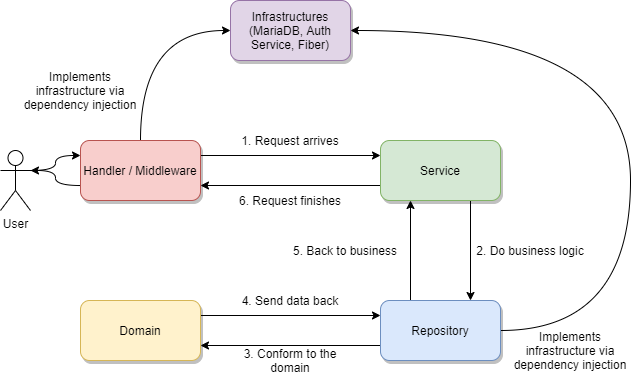 Infrastructures
(MariaDB, Auth
Service, Fiber)
Implements
infrastructure via
dependency injection
1. Request arrives
Handler / Middleware
Service
6. Request finishes
User
5. Back to business
2. Do business logic
4. Send data back
Domain
Repository
3. Conform to the
domain
Implements
infrastructure via
dependency injection